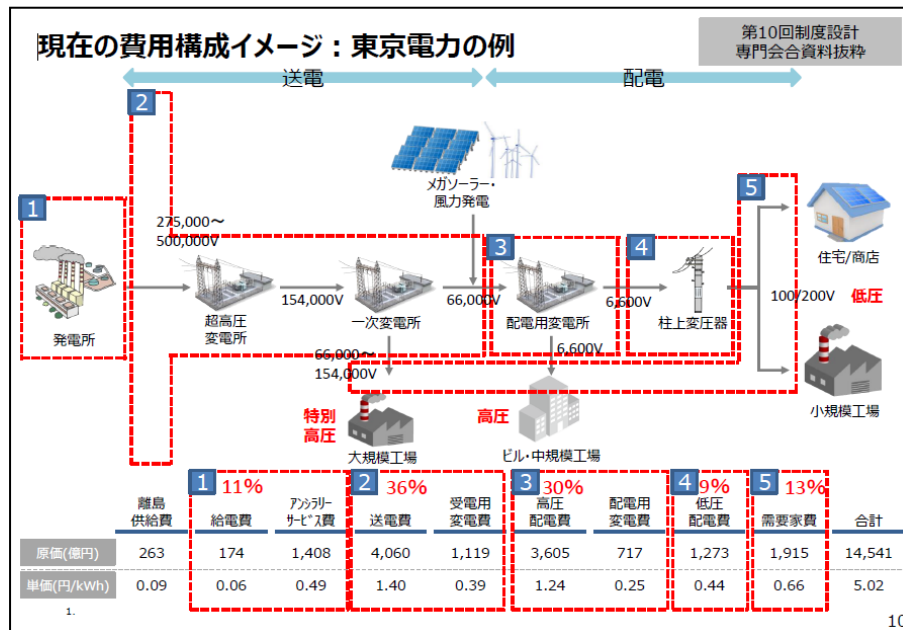 現在の費用構成イメージ：東京電力の例
第10回制度設計
専門会合資料抜粋
送電
配電
2
メガソーラー・
風力発電
5
1
275,000～
500,000V
3
4
住宅/商店
154,000V
66,000V
6,600V
100/200V
低圧
発電所
超高圧
変電所
一次変電所
配電用変電所
柱上変圧器
66,000～
154,000V
6,600V
特別
高圧
高圧
小規模工場
大規模工場
ビル・中規模工場
1 11%
2 36%
3 30%
4 9%
5 13%
離島
供給費
給電費
アンシラリー
サービス費
送電費
受電用
変電費
高圧
配電費
配電用
変電費
低圧
配電費
需要家費
合計
原価(億円) 263 174 1,408 4,060 1,119 3,605 717 1,273 1,915 14,541
単価(円/kWh) 0.09 0.06 0.49 1.40 0.39 1.24 0.25 0.44 0.66 5.02
1.
10